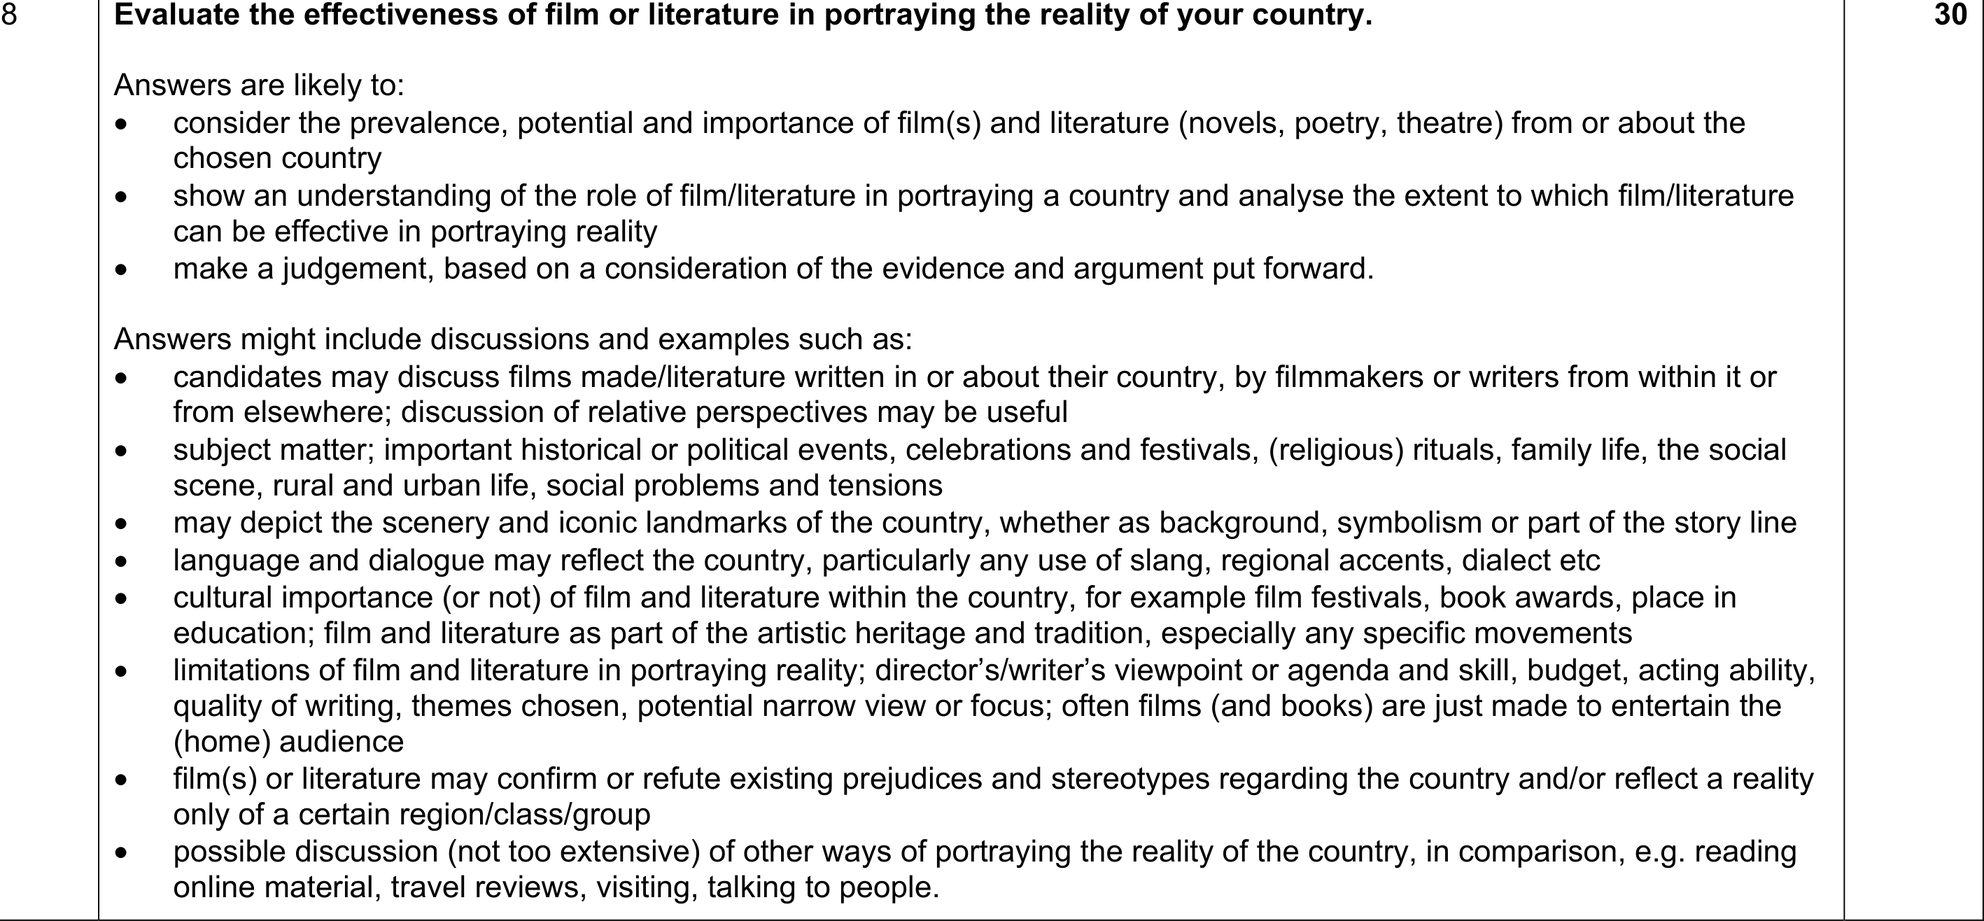 8 Evaluate the effectiveness of film or literature in portraying the reality of your country. 30
Answers are likely to:
• consider the prevalence, potential and importance of film(s) and literature (novels, poetry, theatre) from or about the
chosen country
• show an understanding of the role of film/literature in portraying a country and analyse the extent to which film/literature
can be effective in portraying reality
• make a judgement, based on a consideration of the evidence and argument put forward.
Answers might include discussions and examples such as:
• candidates may discuss films made/literature written in or about their country, by filmmakers or writers from within it or
from elsewhere; discussion of relative perspectives may be useful
• subject matter; important historical or political events, celebrations and festivals, (religious) rituals, family life, the social
scene, rural and urban life, social problems and tensions
• may depict the scenery and iconic landmarks of the country, whether as background, symbolism or part of the story line
• language and dialogue may reflect the country, particularly any use of slang, regional accents, dialect etc
• cultural importance (or not) of film and literature within the country, for example film festivals, book awards, place in
education; film and literature as part of the artistic heritage and tradition, especially any specific movements
• limitations of film and literature in portraying reality; director’s/writer’s viewpoint or agenda and skill, budget, acting ability,
quality of writing, themes chosen, potential narrow view or focus; often films (and books) are just made to entertain the
(home) audience
• film(s) or literature may confirm or refute existing prejudices and stereotypes regarding the country and/or reflect a reality
only of a certain region/class/group
• possible discussion (not too extensive) of other ways of portraying the reality of the country, in comparison, e.g. reading
online material, travel reviews, visiting, talking to people.